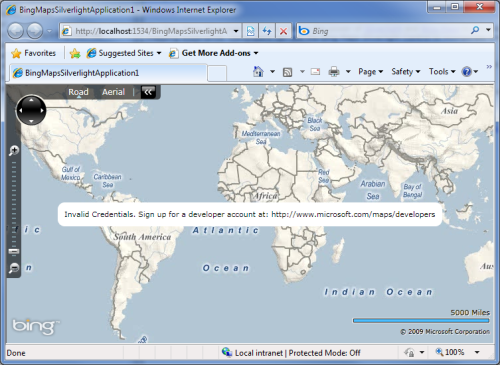 BingMapsSilverlightApplication1 - Windows Internet Explorer
http://localhost:1534/BingMapsSilverlightA
Bing
Favorites
Suggested Sites
Get More Add-ons
BingMapsSilverlightApplication1
Page
Safety
Tools
Road
Aerial
Asia
Black
Sea
Mediterranean
Sea
Gulf of
Mexico
Caribbean
Sea
Red
Sea
Arabian
Sea
Bay of
Bengal
Africa
Invalid Credentials. Sign up for a developer account at: http://www.microsoft.com/maps/developers
South America
Atlantic
Ocean
Indian Ocean
Au
5000 Miles
bing
© 2009 Microsoft Corporation
Done
Local intranet | Protected Mode: Off
100%